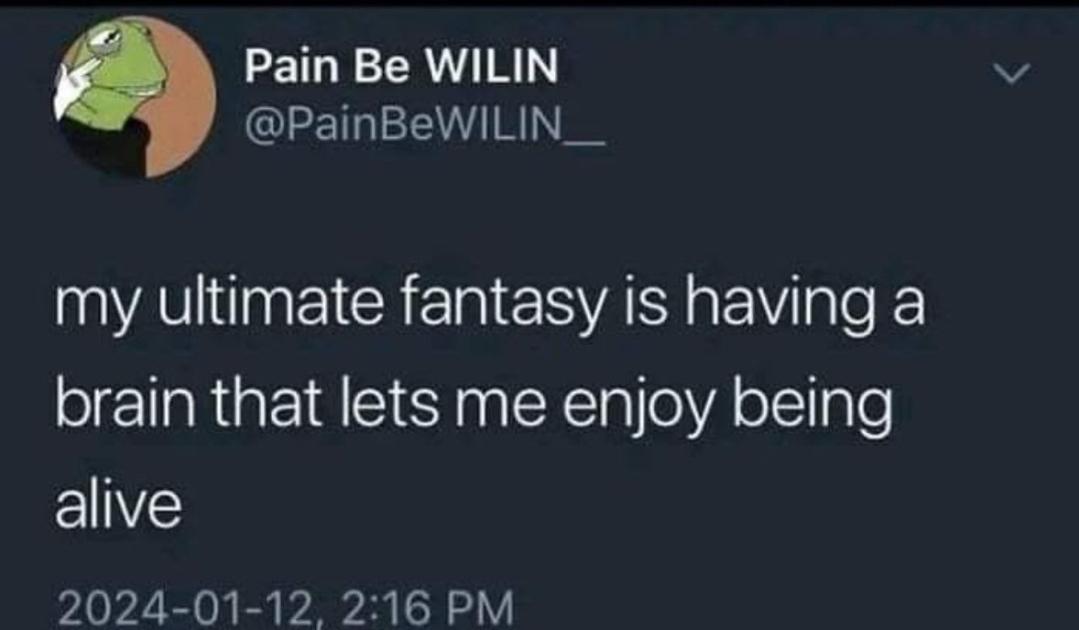 Pain Be WILIN
@PainBeWILIN__
my ultimate fantasy is having a
brain that lets me enjoy being
alive
2024-01-12, 2:16 PM